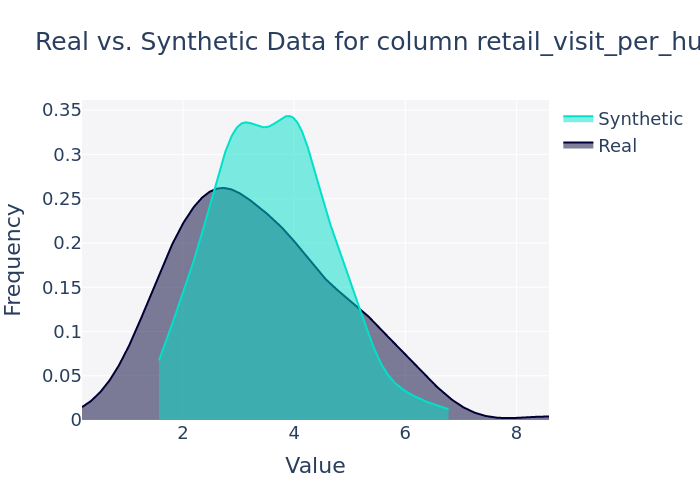 Real vs. Synthetic Data for column retail_visit_per_hu
0.35
0.3
0.25
0.2
0.15
0.1
0.05
0
Frequency
2
4
6
8
Value
Synthetic
Real